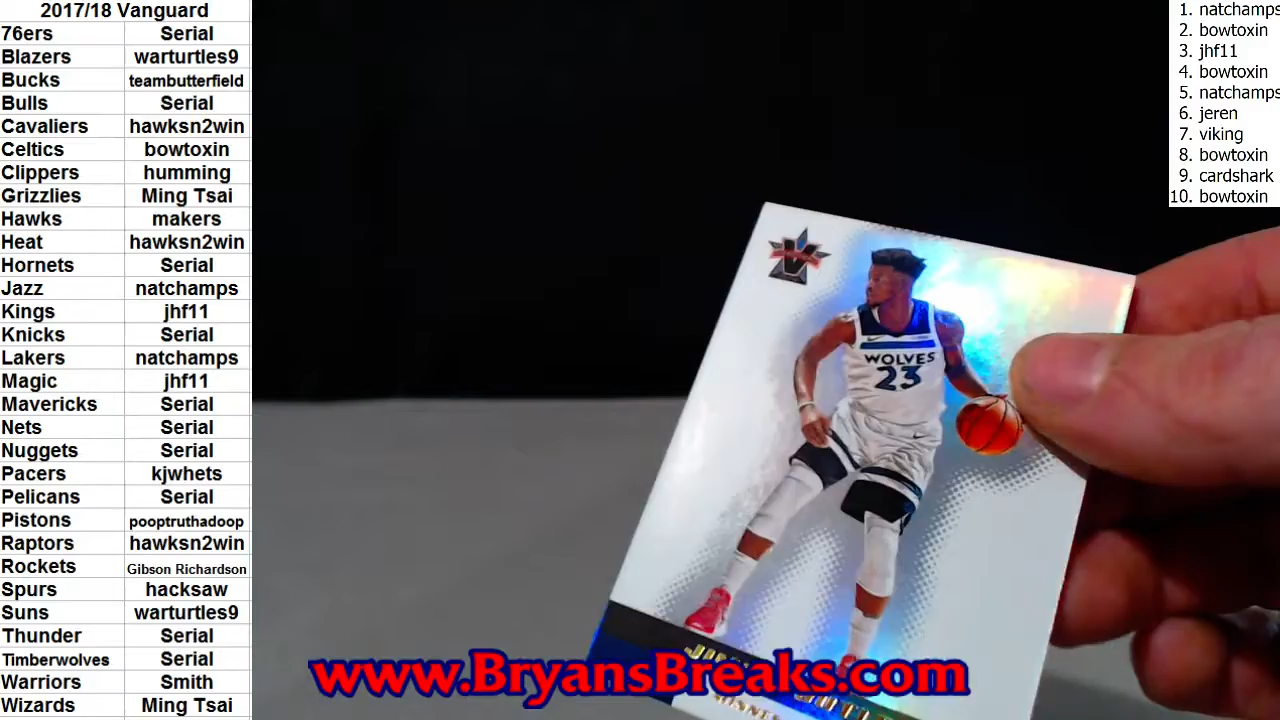 2017/18 Vanguard
76ers Serial
Blazers warturtles9
Bucks teambutterfield
Bulls Serial
Cavaliers hawksn2win
Celtics bowtoxin
Clippers humming
Grizzlies Ming Tsai
Hawks makers
Heat hawksn2win
Hornets Serial
Jazz natchamps
Kings jhf11
Knicks Serial
Lakers natchamps
Magic jhf11
Mavericks Serial
Nets Serial
Nuggets Serial
Pacers kjwhets
Pelicans Serial
Pistons pooptruthadoop
Raptors hawksn2win
Rockets Gibson Richardson
Spurs hacksaw
Suns warturtles9
Thunder Serial
Timberwolves Serial
Warriors Smith
Wizards Ming Tsai
1. natchamps
2. bowtoxin
3. jhf11
4. bowtoxin
5. natchamps
6. jeren
7. viking
8. bowtoxin
9. cardshark
10. bowtoxin
V
WOLVES
23
www.BryansBreaks.com